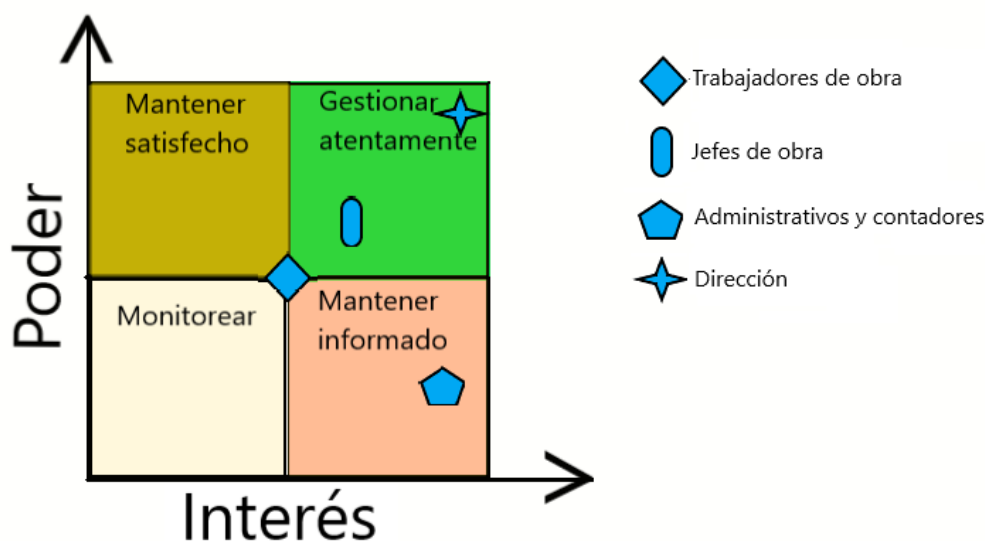 Poder
Mantener
satisfecho
Gestionar
atentamente
Monitorear
Mantener
informado
Interés
Trabajadores de obra
Jefes de obra
Administrativos y contadores
Dirección